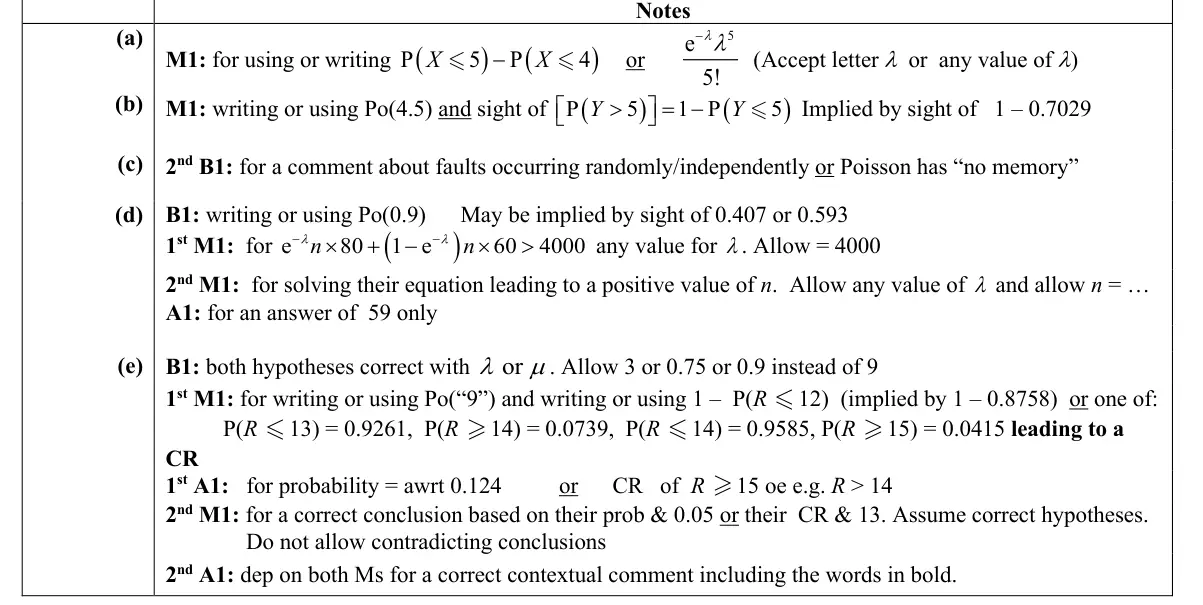 Notes
(a) M1: for using or writing P(X ⩽ 5) – P(X ⩽ 4) or e^{-λ}λ^5 / 5! (Accept letter λ or any value of λ)
(b) M1: writing or using Po(4.5) and sight of [P(Y > 5)] = 1 – P(Y ⩽ 5) Implied by sight of 1 – 0.7029
(c) 2nd B1: for a comment about faults occurring randomly/independently or Poisson has “no memory”
(d) B1: writing or using Po(0.9) May be implied by sight of 0.407 or 0.593
1st M1: for e^{-λ}n×80 + (1 – e^{-λ})n×60 > 4000 any value for λ. Allow = 4000
2nd M1: for solving their equation leading to a positive value of n. Allow any value of λ and allow n = …
A1: for an answer of 59 only
(e) B1: both hypotheses correct with λ or μ. Allow 3 or 0.75 or 0.9 instead of 9
1st M1: for writing or using Po(“9”) and writing or using 1 – P(R ⩽ 12) (implied by 1 – 0.8758) or one of:
P(R ⩽ 13) = 0.9261, P(R ⩾ 14) = 0.0739, P(R ⩽ 14) = 0.9585, P(R ⩾ 15) = 0.0415 leading to a
CR
1st A1: for probability = awrt 0.124 or CR of R ⩾ 15 oe e.g. R > 14
2nd M1: for a correct conclusion based on their prob & 0.05 or their CR & 13. Assume correct hypotheses.
Do not allow contradicting conclusions
2nd A1: dep on both Ms for a correct contextual comment including the words in bold.